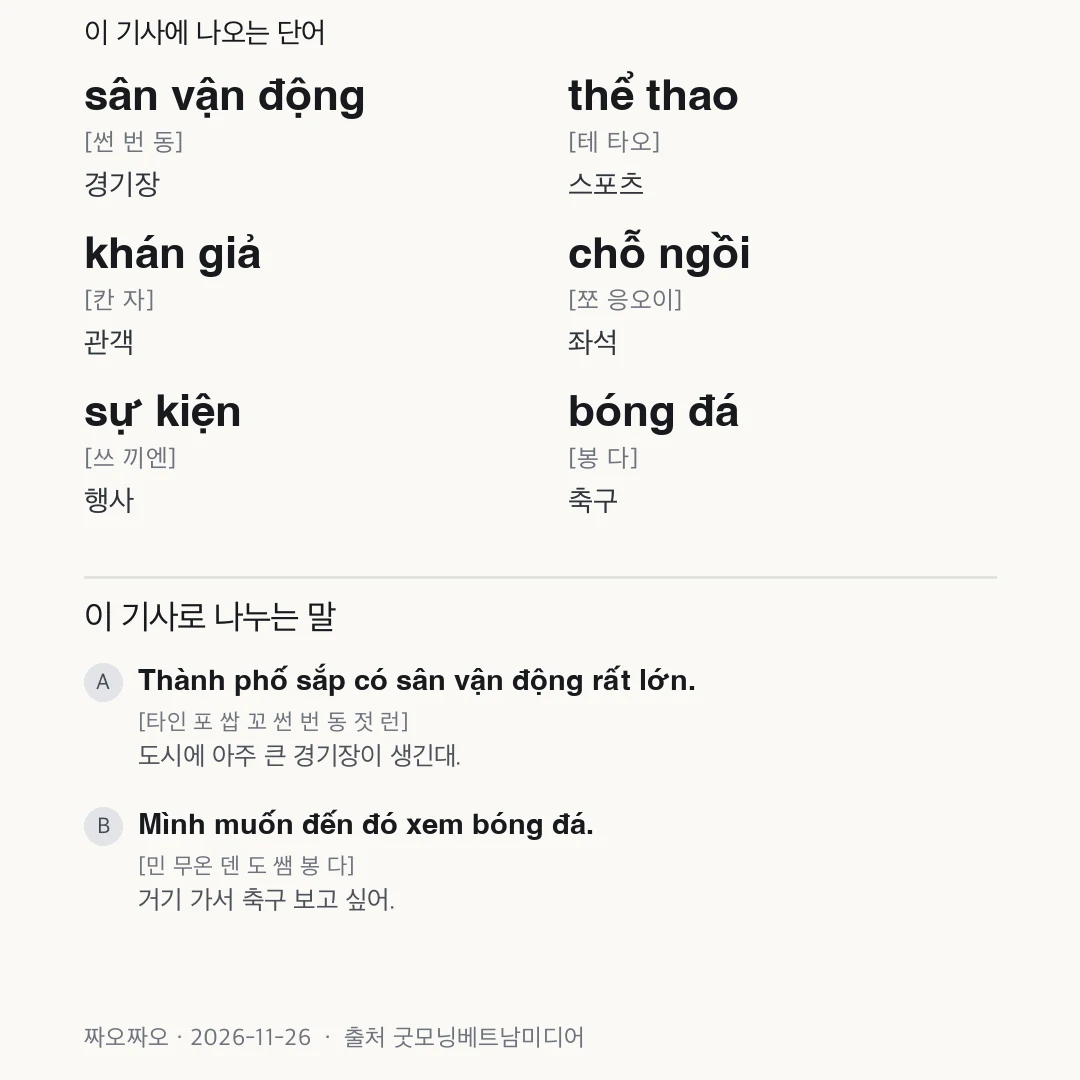 이 기사에 나오는 단어
sân vận động
[썬 번 동]
경기장
thể thao
[테 타오]
스포츠
khán giả
[칸 자]
관객
chỗ ngồi
[쪼 응오이]
좌석
sự kiện
[쓰 끼엔]
행사
bóng đá
[봉 다]
축구
이 기사로 나누는 말
A
Thành phố sắp có sân vận động rất lớn.
[타인 포 쌉 꼬 썬 번 동 젓 런]
도시에 아주 큰 경기장이 생긴대.
B
Mình muốn đến đó xem bóng đá.
[민 무온 덴 도 쌤 봉 다]
거기 가서 축구 보고 싶어.
짜오짜오 · 2026-11-26 · 출처 굿모닝베트남미디어